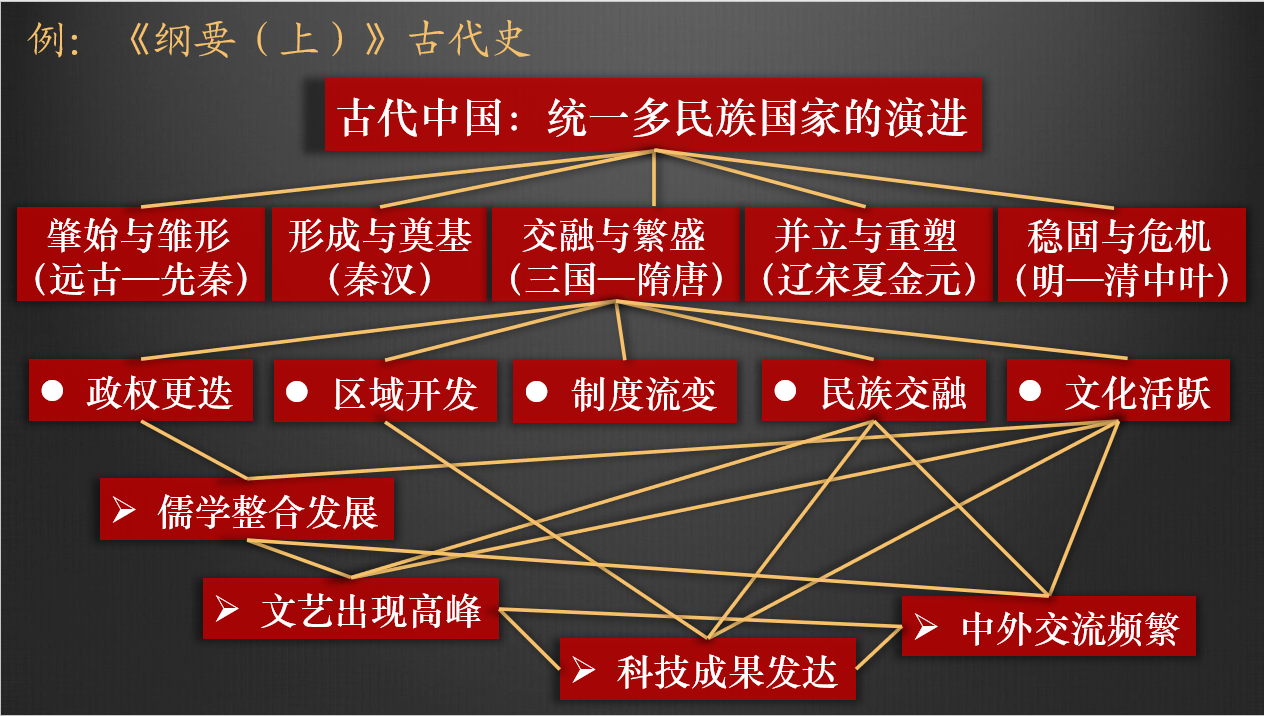 例：《纲要（上）》古代史
古代中国：统一多民族国家的演进
肇始与雏形
（远古—先秦）
形成与奠基
（秦汉）
交融与繁盛
（三国—隋唐）
并立与重塑
（辽宋夏金元）
稳固与危机
（明—清中叶）
● 政权更迭
● 区域开发
● 制度流变
● 民族交融
● 文化活跃
➢ 儒学整合发展
➢ 文艺出现高峰
➢ 中外交流频繁
➢ 科技成果发达